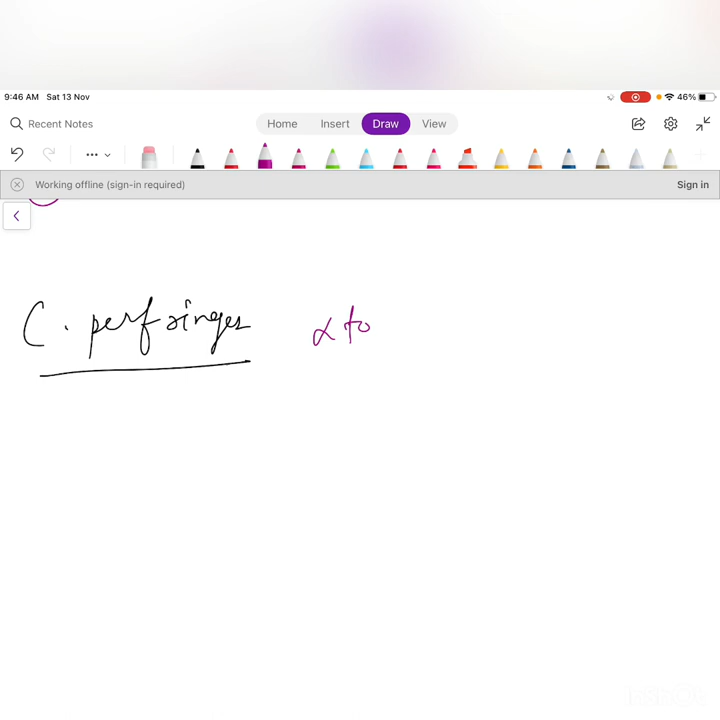 9:46 AM Sat 13 Nov 46%
Recent Notes Home Insert Draw View
Working offline (sign-in required) Sign in
C. perfringes α to
InShOt